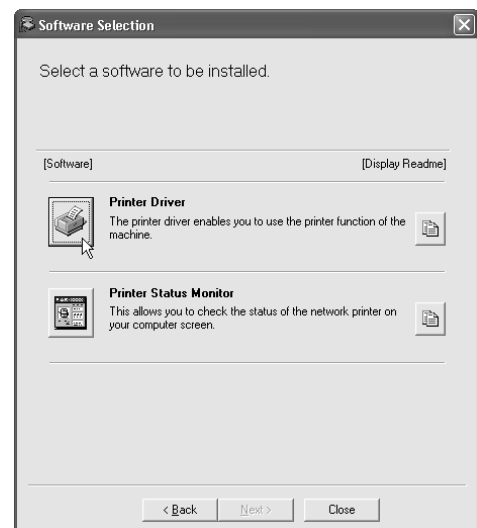 Software Selection
Select a software to be installed.
[Software] [Display Readme]
Printer Driver
The printer driver enables you to use the printer function of the
machine.
Printer Status Monitor
This allows you to check the status of the network printer on
your computer screen.
< Back Next > Close